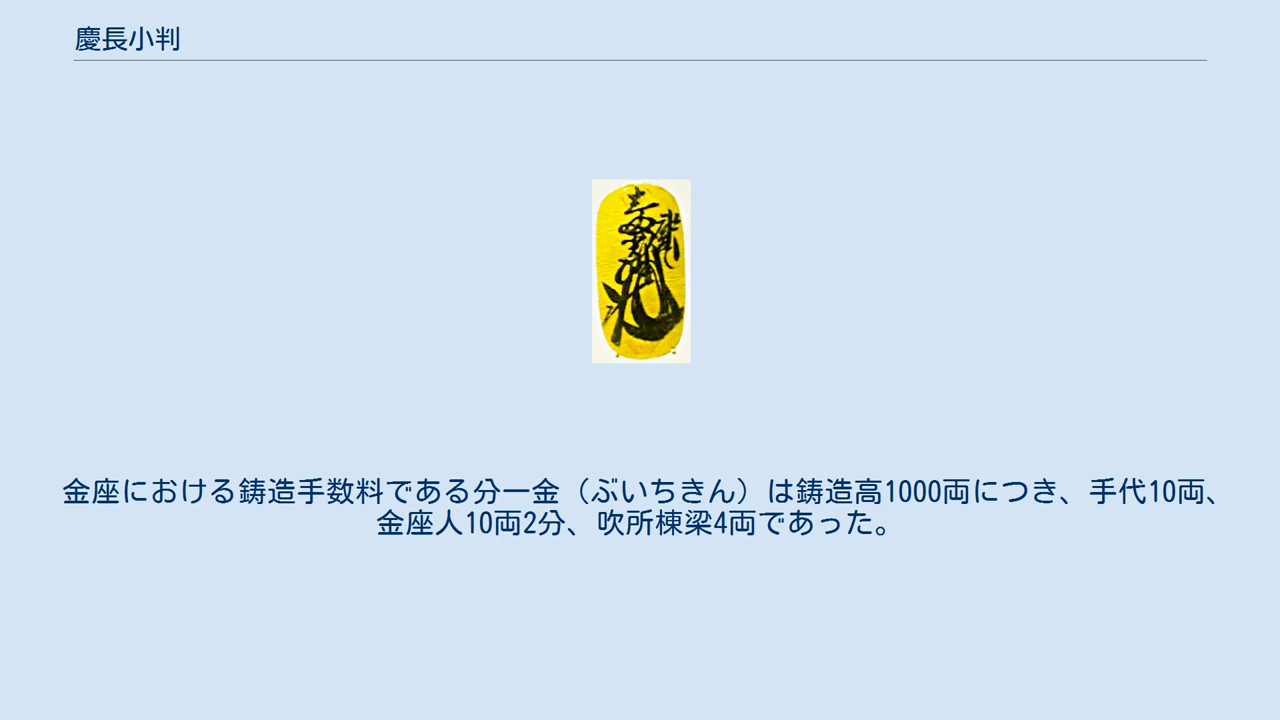 慶長小判
金座における鋳造手数料である分一金（ぶいちきん）は鋳造高1000両につき、手代10両、
金座人10両2分、吹所棟梁4両であった。